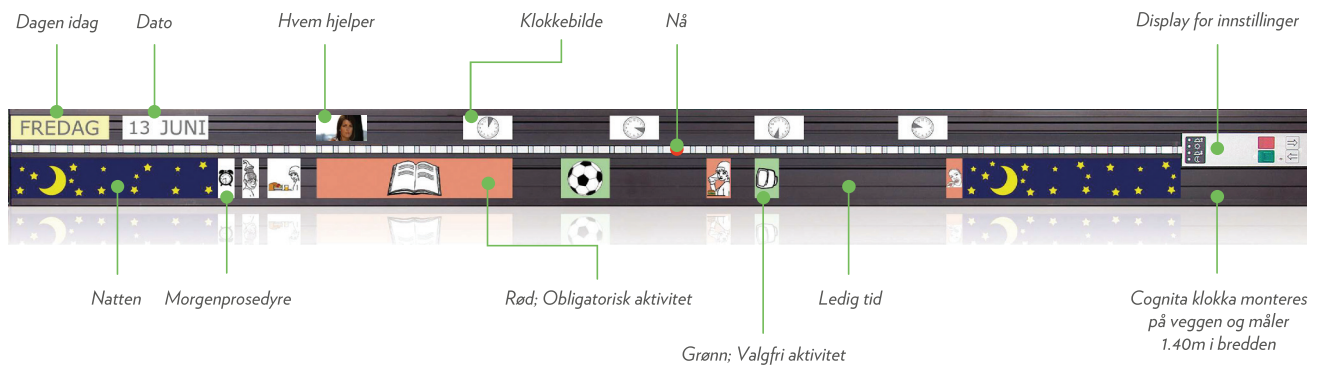 Dagen idag
Dato
Hvem hjelper
Klokkebilde
Nå
Display for innstillinger
FREDAG
13 JUNI
Natten
Morgenprosedyre
Rød; Obligatorisk aktivitet
Grønn; Valgfri aktivitet
Ledig tid
Cognita klokka monteres
på veggen og måler
1.40m i bredden